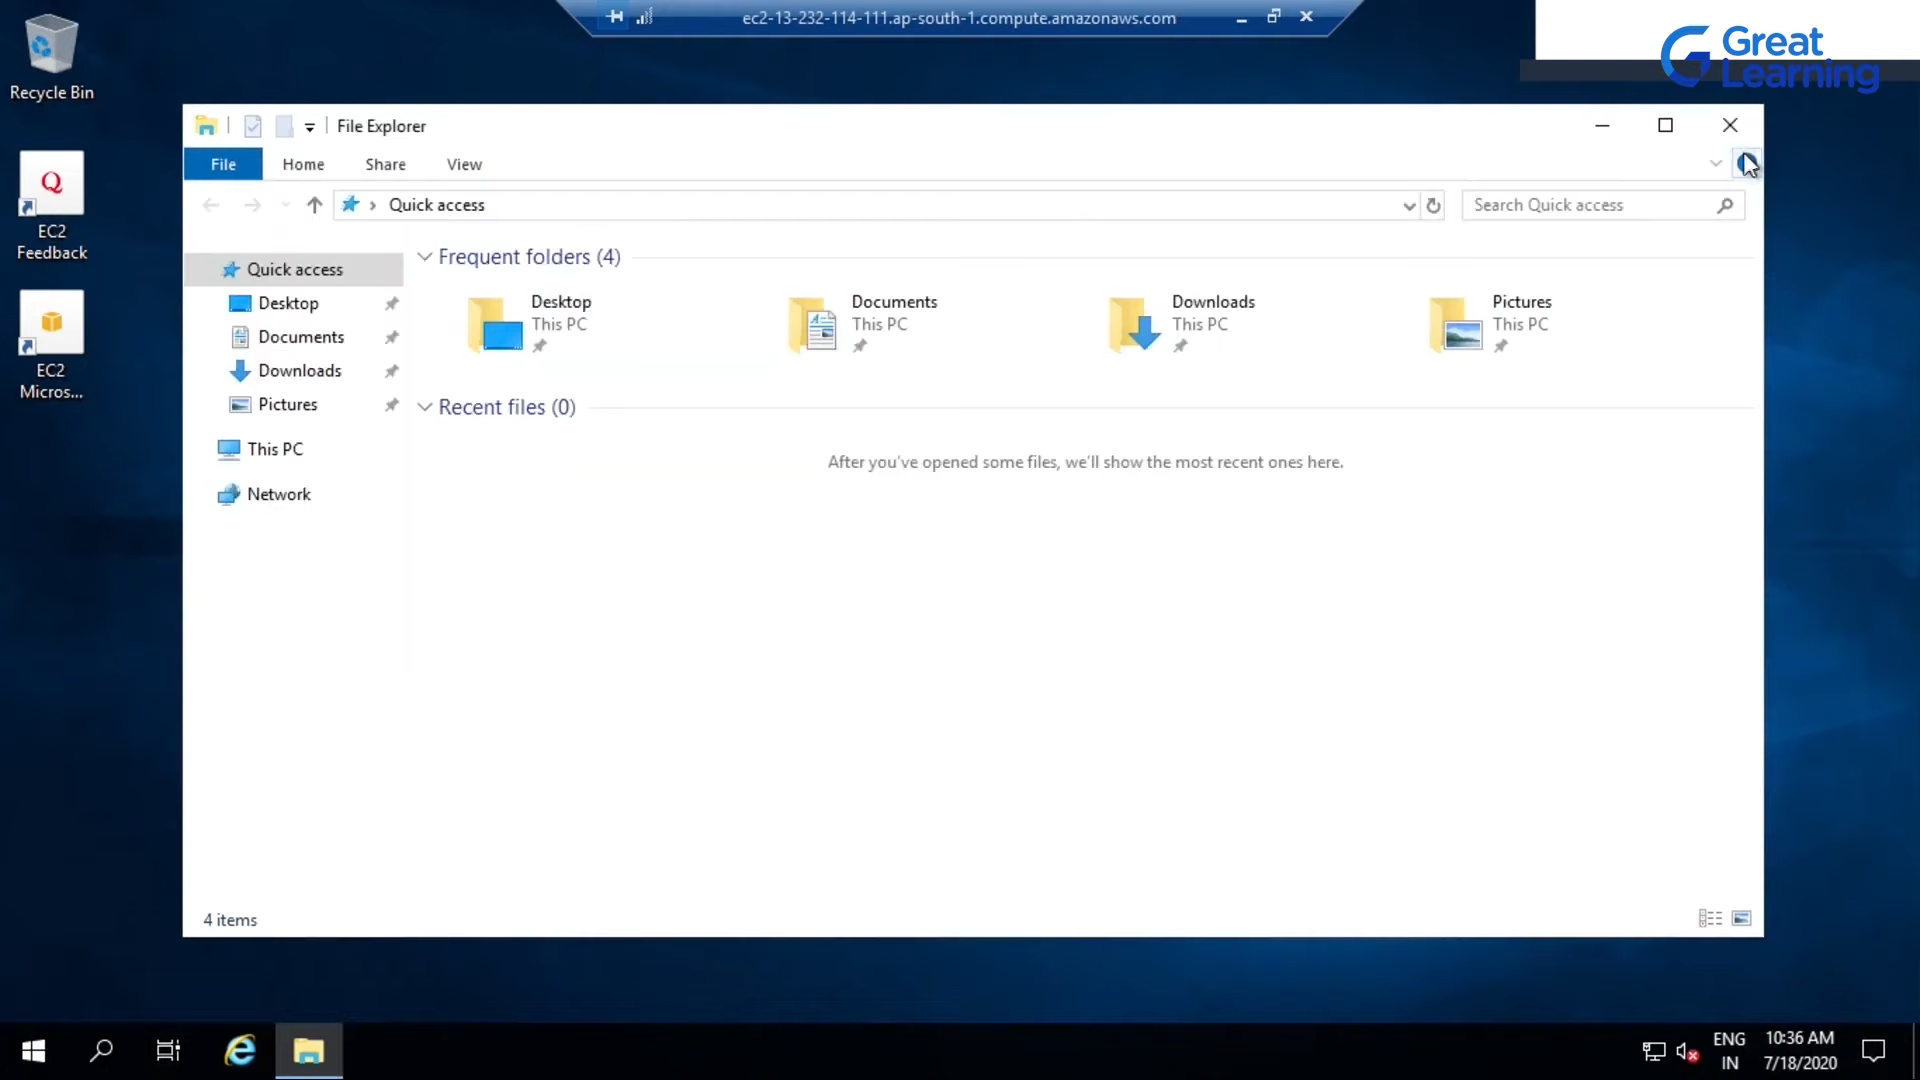 ec2-13-232-114-111.ap-south-1.compute.amazonaws.com
Great
Learning
Recycle Bin
EC2
Feedback
EC2
Micros...
File Explorer
File
Home
Share
View
Quick access
Search Quick access
Quick access
Desktop
Documents
Downloads
Pictures
This PC
Network
Frequent folders (4)
Desktop
This PC
Documents
This PC
Downloads
This PC
Pictures
This PC
Recent files (0)
After you've opened some files, we'll show the most recent ones here.
4 items
ENG
IN
10:36 AM
7/18/2020